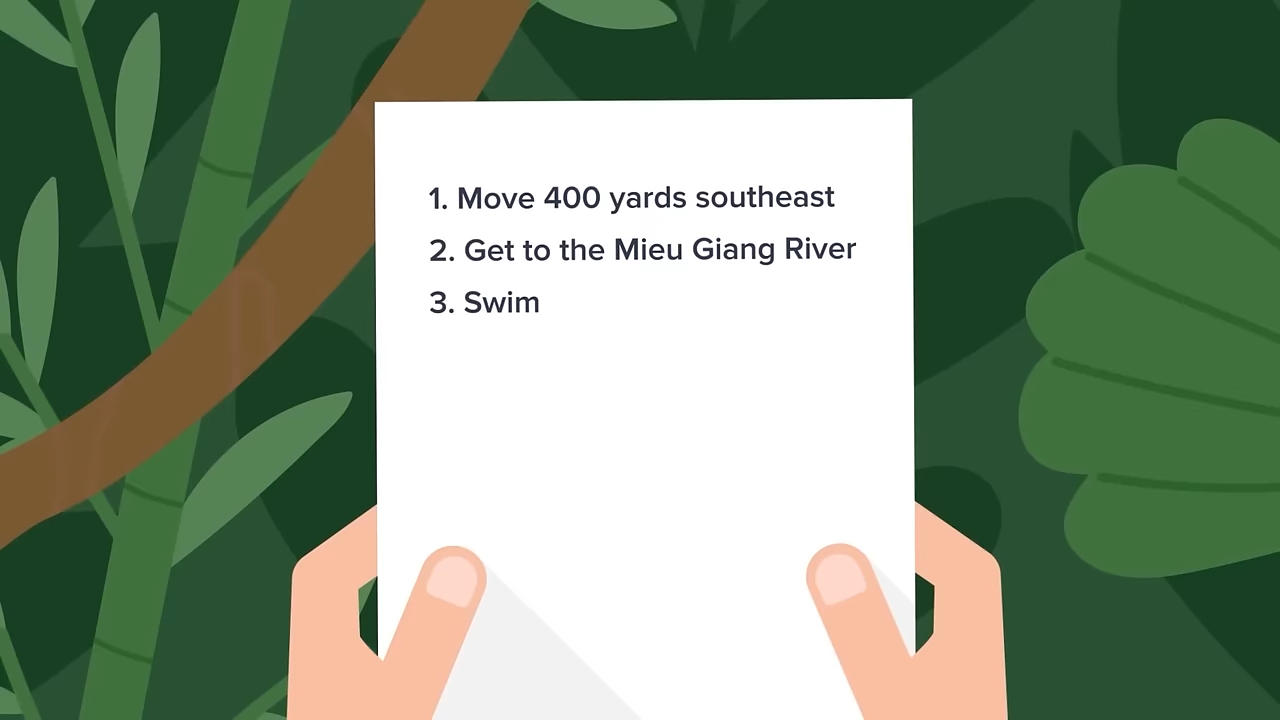 1. Move 400 yards southeast
2. Get to the Mieu Giang River
3. Swim